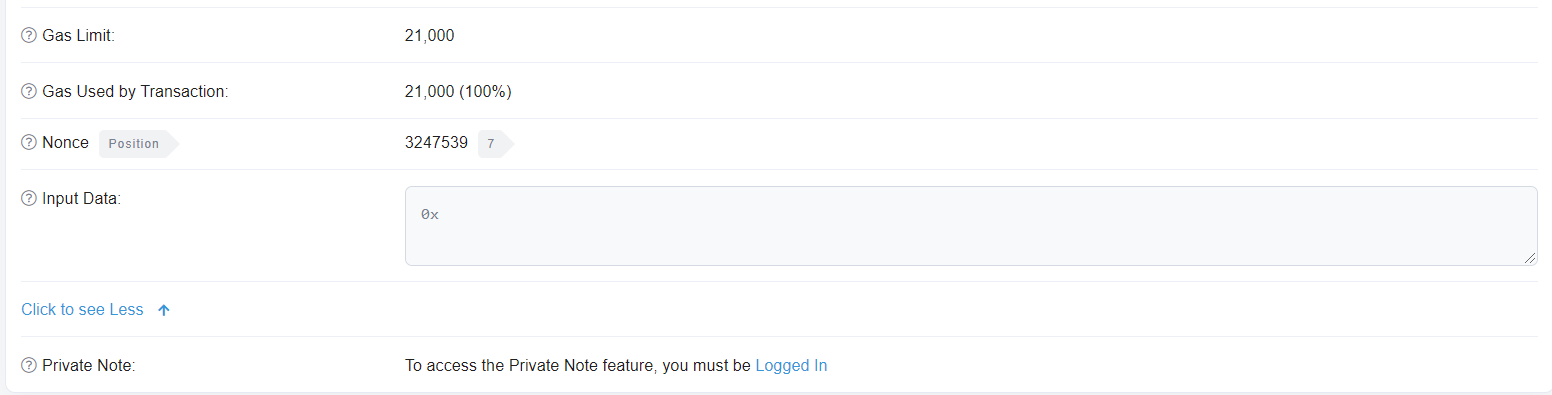 Gas Limit: 21,000
Gas Used by Transaction: 21,000 (100%)
Nonce Position 3247539 7
Input Data: 0x
Click to see Less
Private Note: To access the Private Note feature, you must be Logged In